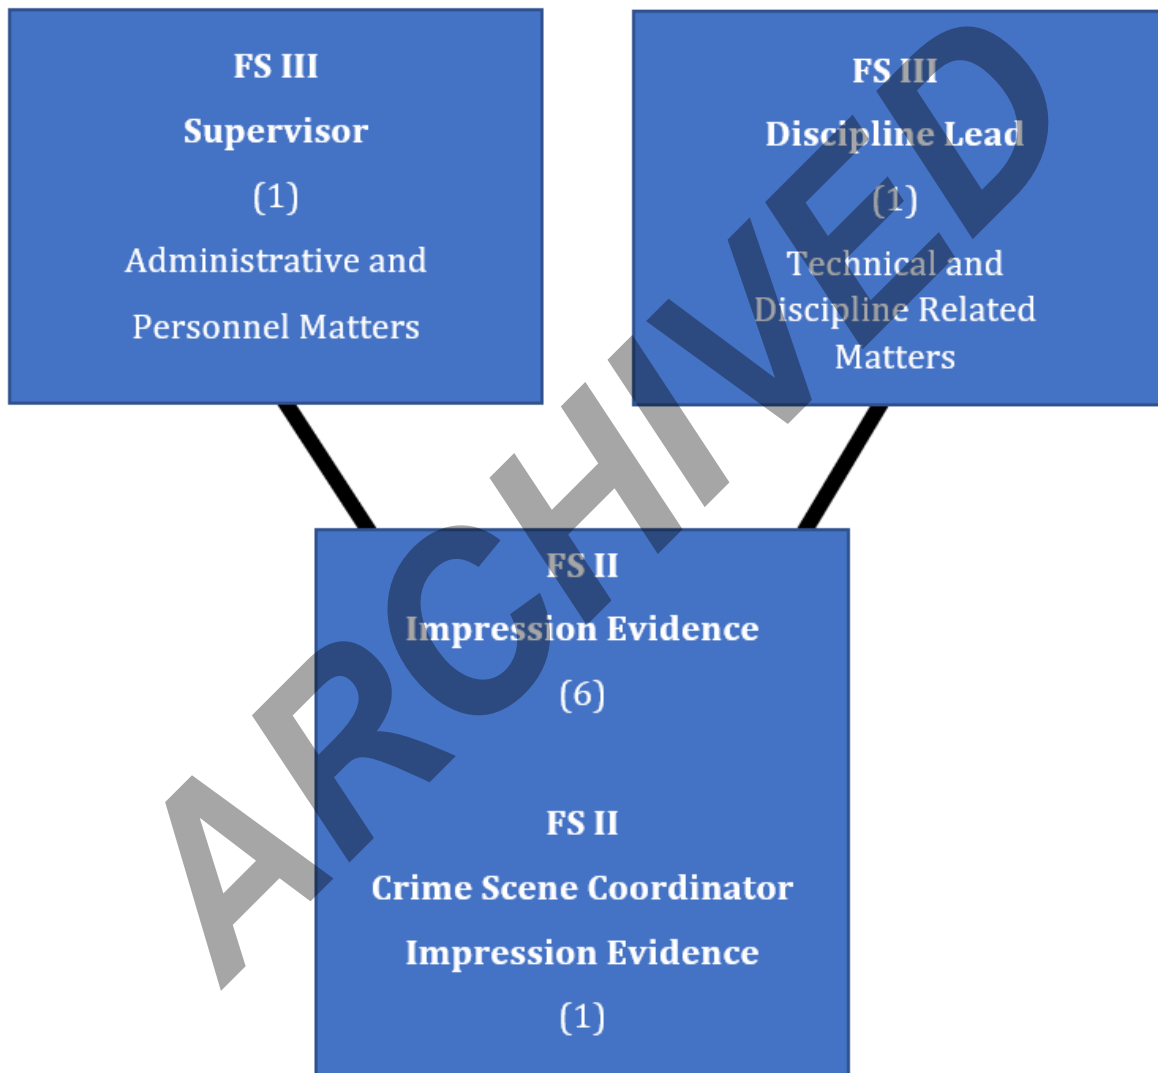 FS III
Supervisor
(1)
Administrative and
Personnel Matters
FS III
Discipline Lead
(1)
Technical and
Discipline Related
Matters
FS II
Impression Evidence
(6)
FS II
Crime Scene Coordinator
Impression Evidence
(1)
ARCHIVED